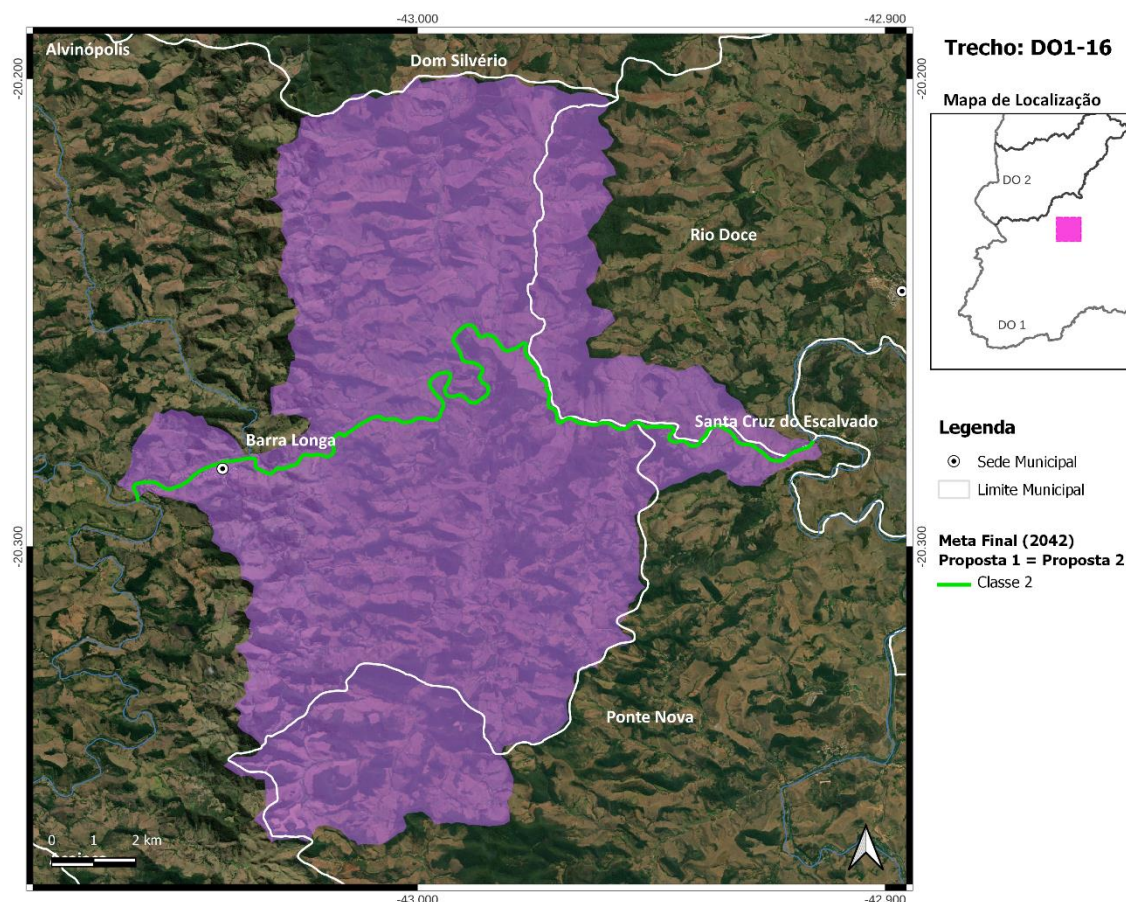 -43.000
-42.900
Alvinópolis
Dom Silvério
-20.200
-20.200
Rio Doce
Barra Longa
Santa Cruz do Escalvado
-20.300
-20.300
Ponte Nova
0 1 2 km
-43.000
-42.900
Trecho: DO1-16
Mapa de Localização
DO 2
DO 1
Legenda
Sede Municipal
Limite Municipal
Meta Final (2042)
Proposta 1 = Proposta 2
Classe 2